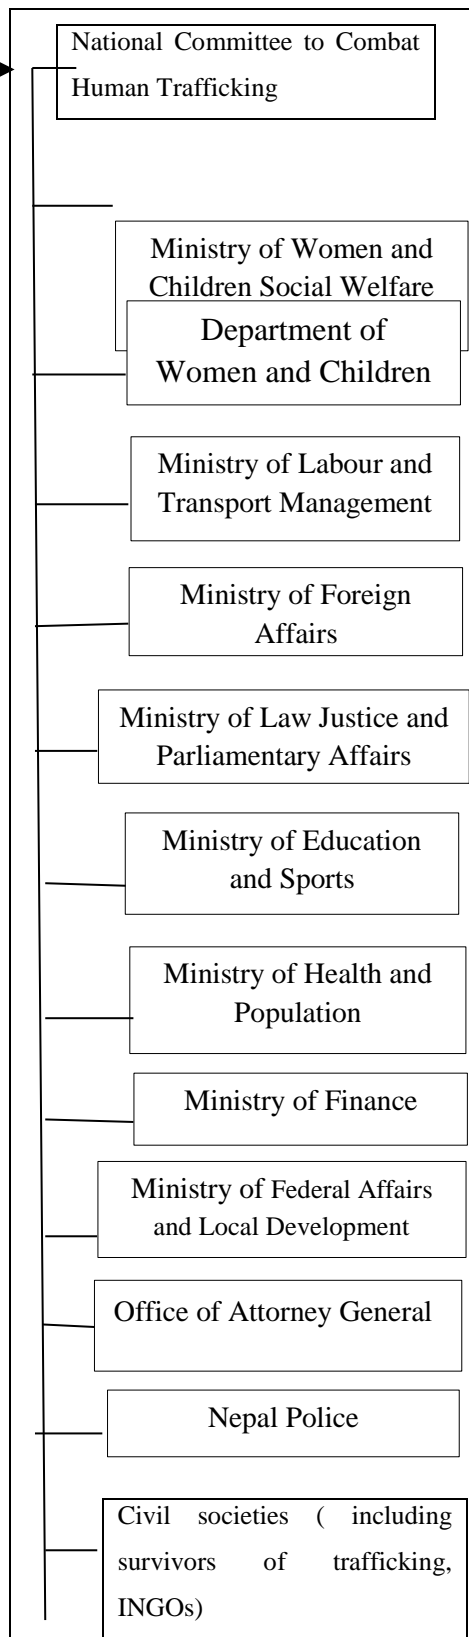 National Committee to Combat
Human Trafficking
Ministry of Women and
Children Social Welfare
Department of
Women and Children
Ministry of Labour and
Transport Management
Ministry of Foreign
Affairs
Ministry of Law Justice and
Parliamentary Affairs
Ministry of Education
and Sports
Ministry of Health and
Population
Ministry of Finance
Ministry of Federal Affairs
and Local Development
Office of Attorney General
Nepal Police
Civil societies ( including
survivors of trafficking,
INGOs)